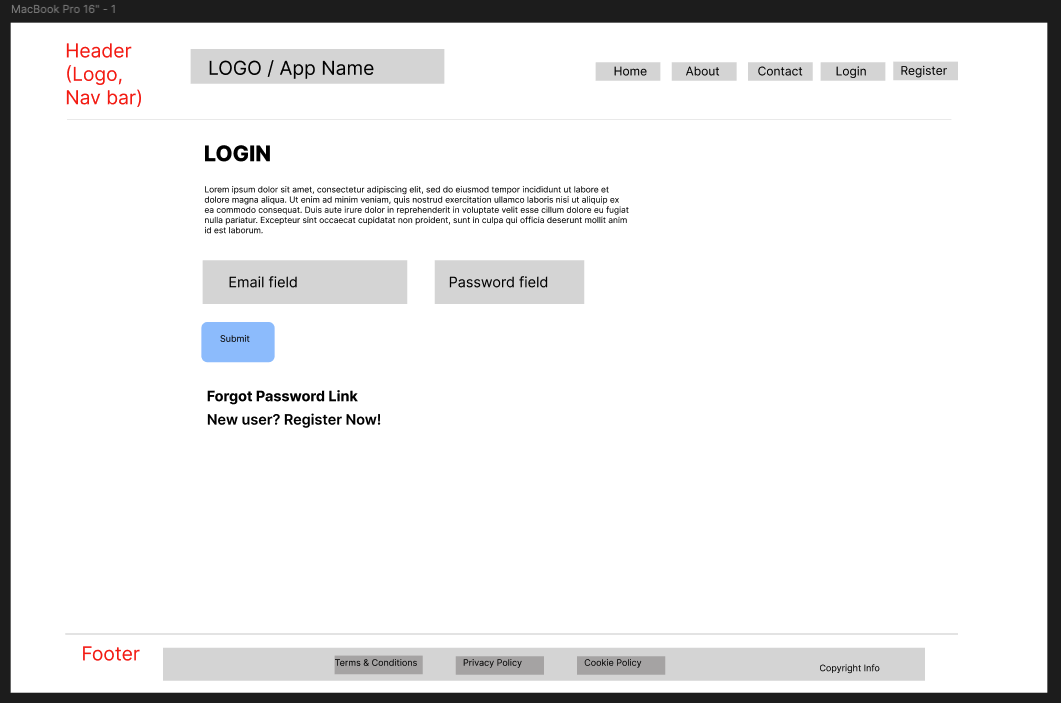 MacBook Pro 16" - 1
Header
(Logo,
Nav bar)
LOGO / App Name
Home
About
Contact
Login
Register
LOGIN
Lorem ipsum dolor sit amet, consectetur adipiscing elit, sed do eiusmod tempor incididunt ut labore et
dolore magna aliqua. Ut enim ad minim veniam, quis nostrud exercitation ullamco laboris nisi ut aliquip ex
ea commodo consequat. Duis aute irure dolor in reprehenderit in voluptate velit esse cillum dolore eu fugiat
nulla pariatur. Excepteur sint occaecat cupidatat non proident, sunt in culpa qui officia deserunt mollit anim
id est laborum.
Email field
Password field
Submit
Forgot Password Link
New user? Register Now!
Footer
Terms & Conditions
Privacy Policy
Cookie Policy
Copyright Info